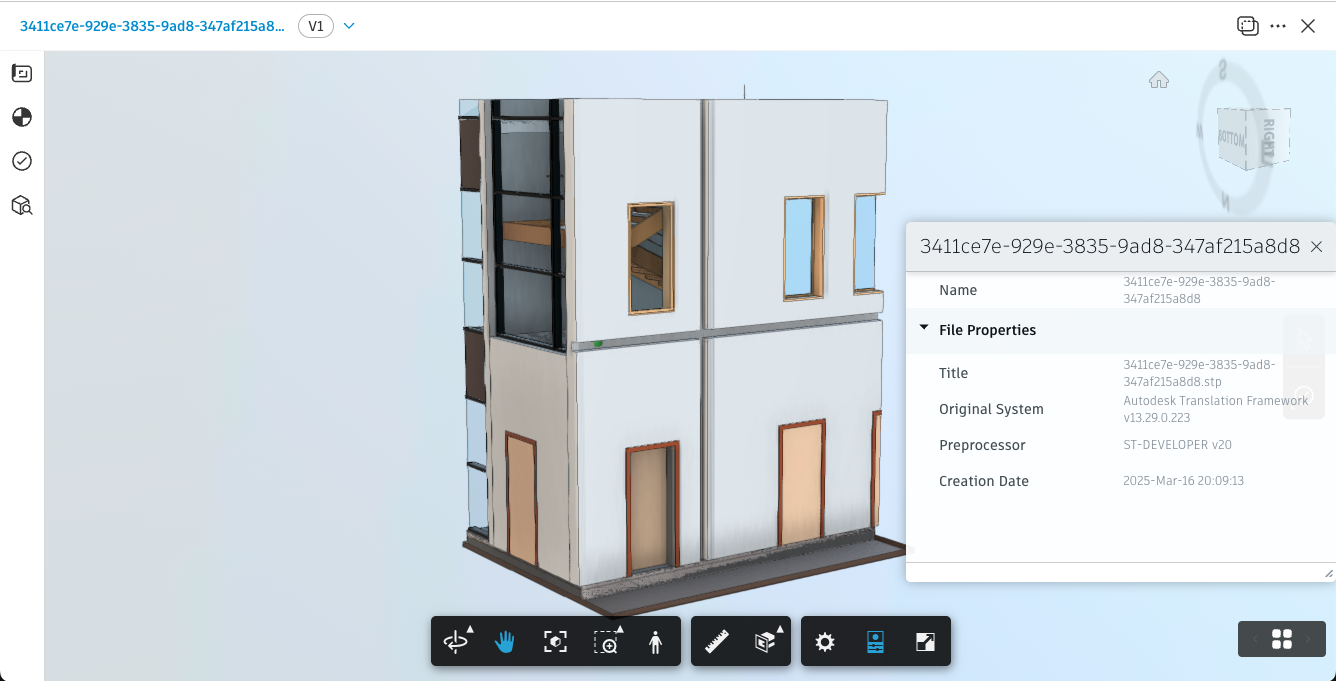 3411ce7e-929e-3835-9ad8-347af215a8...
V1
S
BOTTOM
RIGHT
N
3411ce7e-929e-3835-9ad8-347af215a8d8
Name
3411ce7e-929e-3835-9ad8-
347af215a8d8
File Properties
Title
3411ce7e-929e-3835-9ad8-
347af215a8d8.stp
Original System
Autodesk Translation Framework
v13.29.0.223
Preprocessor
ST-DEVELOPER v20
Creation Date
2025-Mar-16 20:09:13